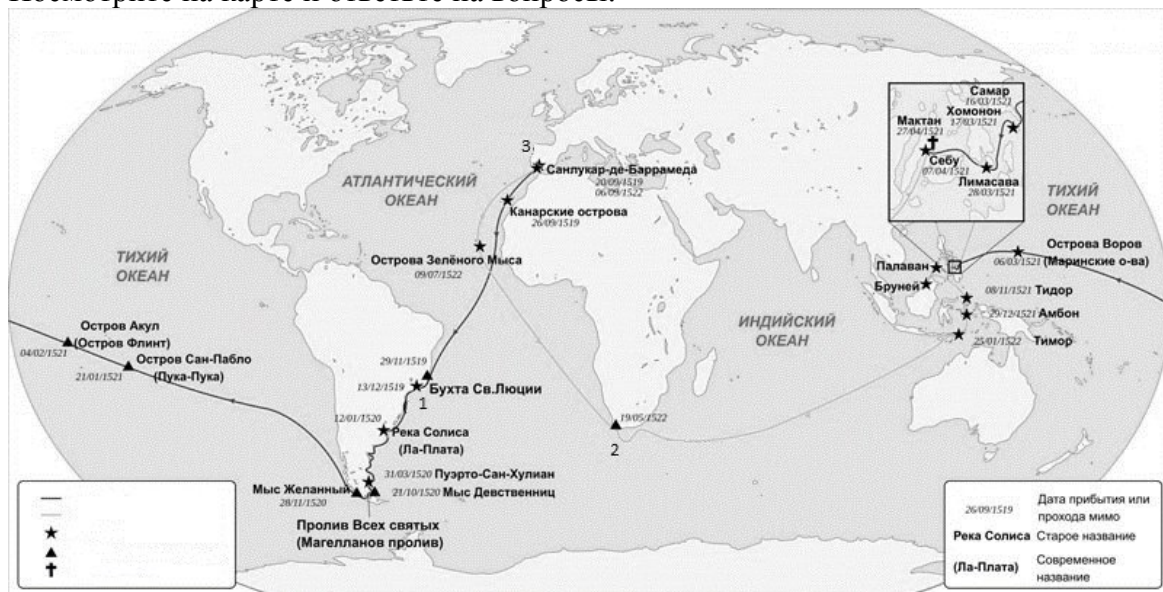 Посмотрите на карте и ответьте на вопросы.
Самар
16/03/1521
Хомонон
17/03/1521
Мактан
27/04/1521
Себу
07/04/1521
Лимасава
28/03/1521
3
Санлукар-де-Баррамеда
20/09/1519
06/09/1522
АТЛАНТИЧЕСКИЙ
ОКЕАН
Канарские острова
26/09/1519
ТИХИЙ
ОКЕАН
ТИХИЙ
ОКЕАН
Острова Зелёного Мыса
09/07/1522
Острова Воров
(Маринские о-ва)
06/03/1521
Палаван
Бруней
08/11/1521 Тидор
29/12/1521 Амбон
Тимор
25/01/1522
ИНДИЙСКИЙ
ОКЕАН
Остров Акул
(Остров Флинт)
04/02/1521
Остров Сан-Пабло
(Пука-Пука)
21/01/1521
29/11/1519
13/12/1519
Бухта Св.Люции
1
12/01/1520
Река Солиса
(Ла-Плата)
19/05/1522
2
31/03/1520 Пуэрто-Сан-Хулиан
Мыс Желанный
28/11/1520
21/10/1520 Мыс Девственниц
Пролив Всех святых
(Магелланов пролив)
26/09/1519
Дата прибытия или
прохода мимо
Река Солиса Старое название
(Ла-Плата) Современное
название